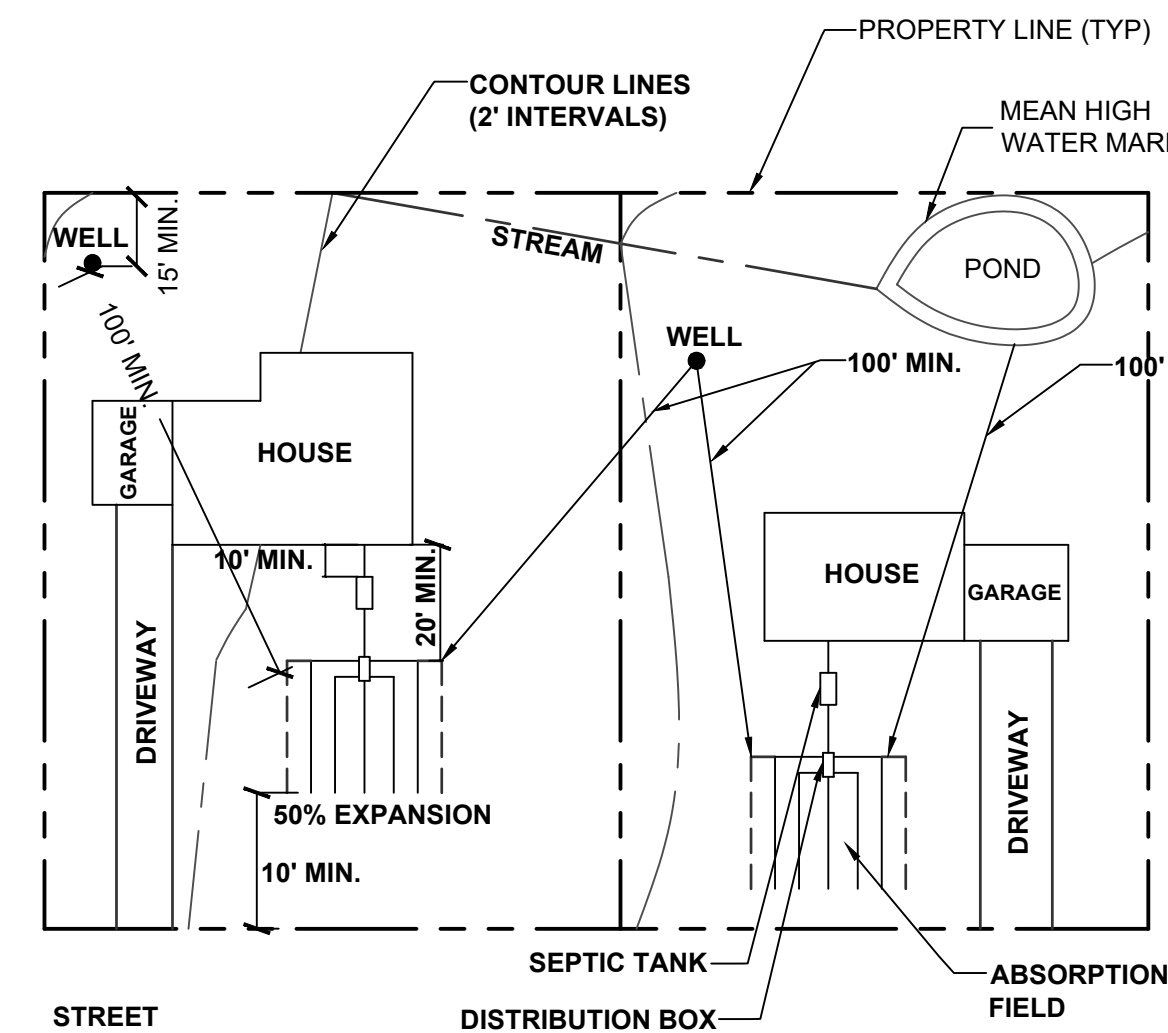 PROPERTY LINE (TYP)
CONTOUR LINES
(2' INTERVALS)
MEAN HIGH
WATER
WELL
15' MIN.
STREAM
POND
100' MIN.
WELL
100' MIN.
100'
GARAGE
HOUSE
10' MIN.
20' MIN.
HOUSE
GARAGE
DRIVEWAY
DRIVEWAY
50% EXPANSION
10' MIN.
SEPTIC TANK
ABSORPTION
FIELD
STREET
DISTRIBUTION BOX